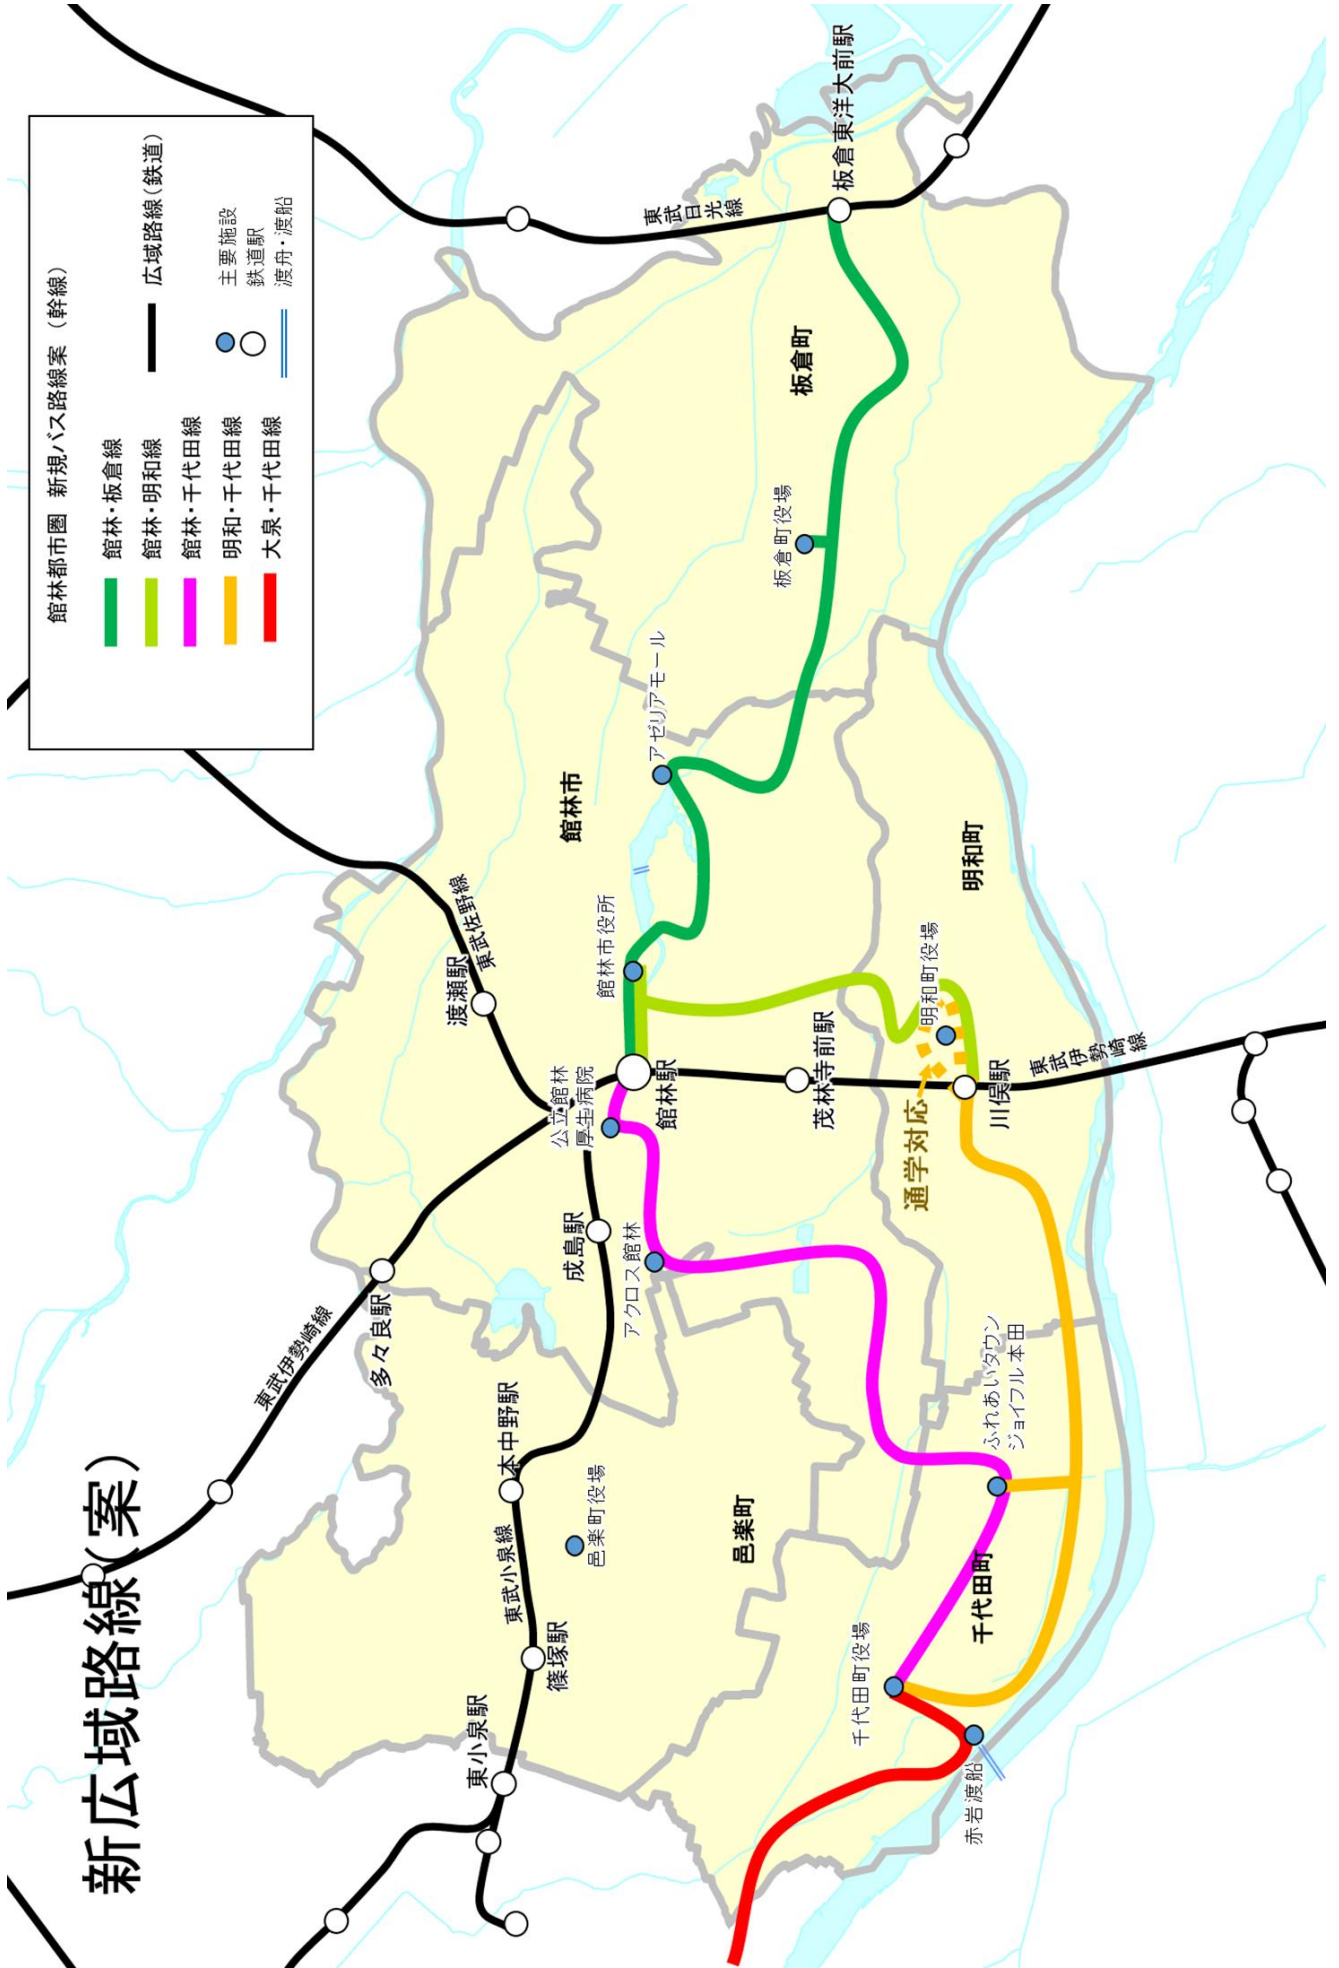 新広域路線(案)
館林都市圏 新規バス路線案 (幹線)
館林・板倉線
館林・明和線
館林・千代田線
明和・千代田線
大泉・千代田線
広域路線(鉄道)
主要施設
鉄道駅
渡舟・渡船
東武伊勢崎線
多々良駅
渡瀬駅
東武佐野線
東武日光線
板倉東洋大前駅
東小泉駅
篠塚駅
東武小泉線
本中野駅
邑楽町役場
成島駅
公立館林
厚生病院
館林駅
アクロス館林
館林市役所
館林市
アゼリアモール
板倉町役場
板倉町
邑楽町
茂林寺前駅
千代田町役場
赤岩渡船
千代田町
ふれあいタウン
ジョイフル本田
通学対応
川俣駅
明和町役場
明和町
東武伊勢崎線